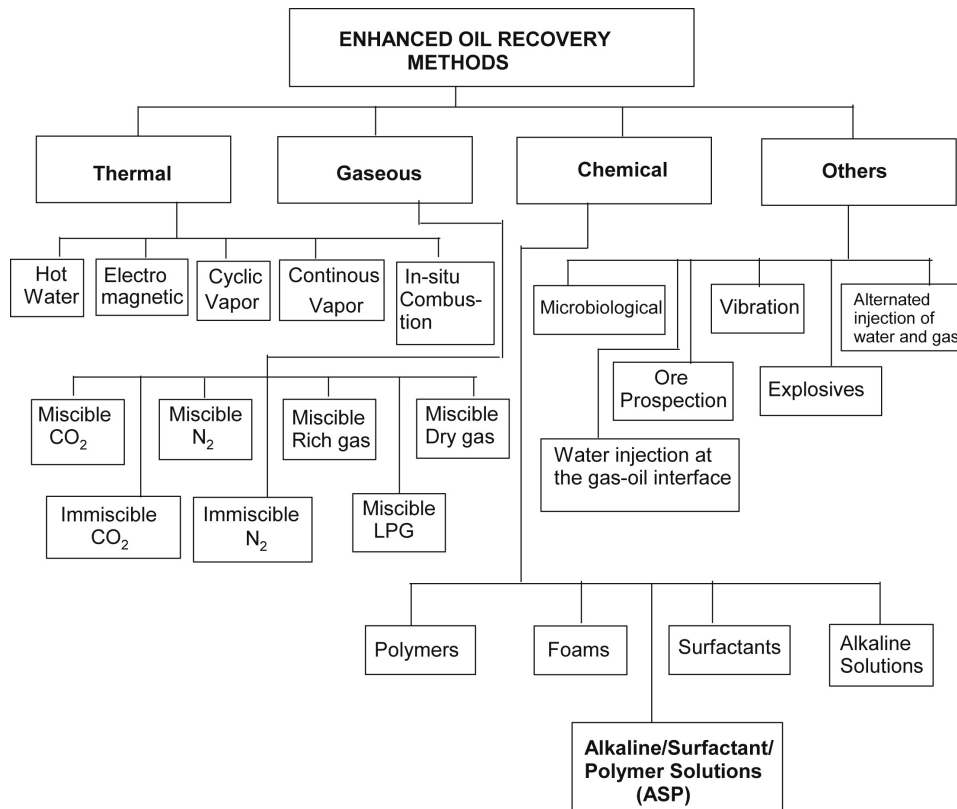 ENHANCED OIL RECOVERY
METHODS
Thermal
Gaseous
Chemical
Others
Hot
Water
Electro
magnetic
Cyclic
Vapor
Continous
Vapor
In-situ
Combus-
tion
Microbiological
Vibration
Alternated
injection of
water and gas
Ore
Prospection
Explosives
Water injection at
the gas-oil interface
Miscible
CO₂
Miscible
N₂
Miscible
Rich gas
Miscible
Dry gas
Immiscible
CO₂
Immiscible
N₂
Miscible
LPG
Polymers
Foams
Surfactants
Alkaline
Solutions
Alkaline/Surfactant/
Polymer Solutions
(ASP)